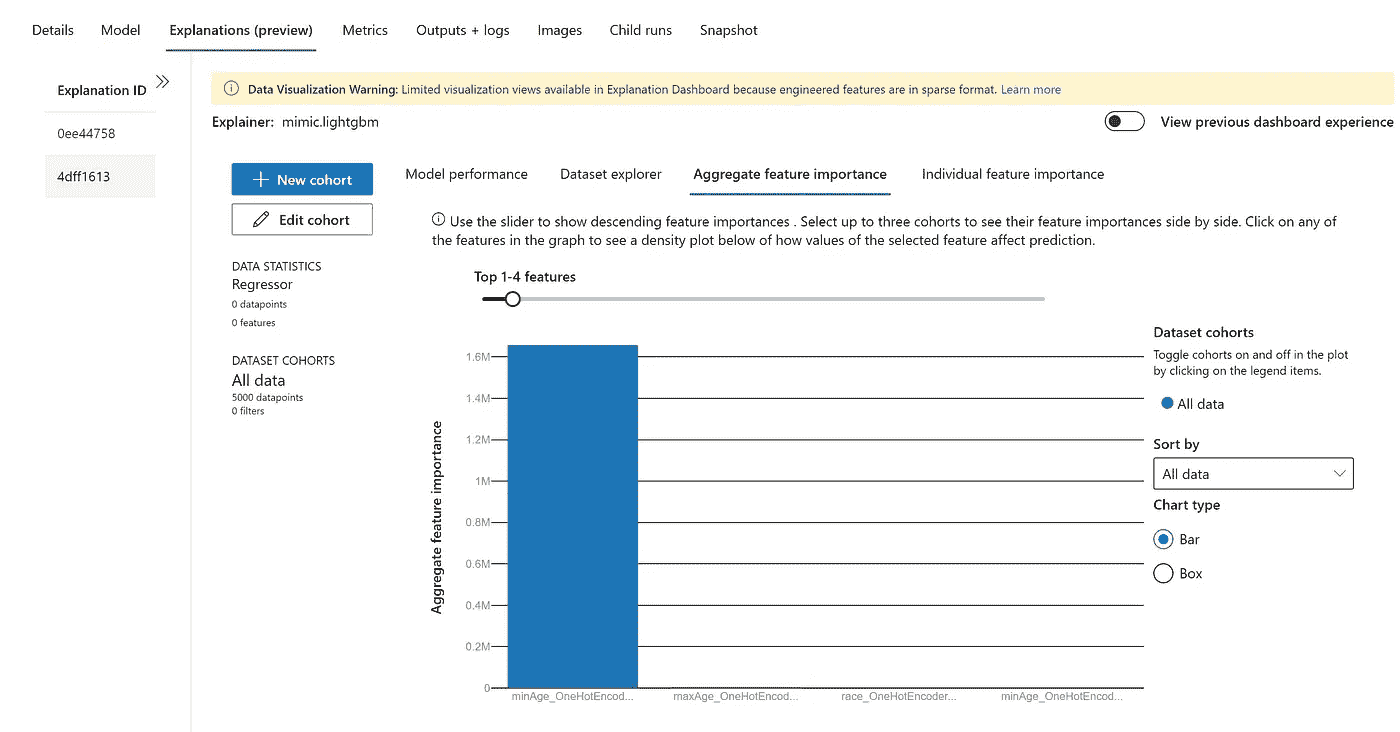 Details Model Explanations (preview) Metrics Outputs + logs Images Child runs Snapshot
Explanation ID
0ee44758
4dff1613
Data Visualization Warning: Limited visualization views available in Explanation Dashboard because engineered features are in sparse format. Learn more
Explainer: mimic.lightgbm
View previous dashboard experience
New cohort
Edit cohort
DATA STATISTICS
Regressor
0 datapoints
0 features
DATASET COHORTS
All data
5000 datapoints
0 filters
Model performance Dataset explorer Aggregate feature importance Individual feature importance
Use the slider to show descending feature importances . Select up to three cohorts to see their feature importances side by side. Click on any of
the features in the graph to see a density plot below of how values of the selected feature affect prediction.
Top 1-4 features
Aggregate feature importance
1.6M
1.4M
1.2M
1M
0.8M
0.6M
0.4M
0.2M
0
minAge_OneHotEncod... maxAge_OneHotEncod... race_OneHotEncoder... minAge_OneHotEncod...
Dataset cohorts
Toggle cohorts on and off in the plot
by clicking on the legend items.
All data
Sort by
All data
Chart type
Bar
Box